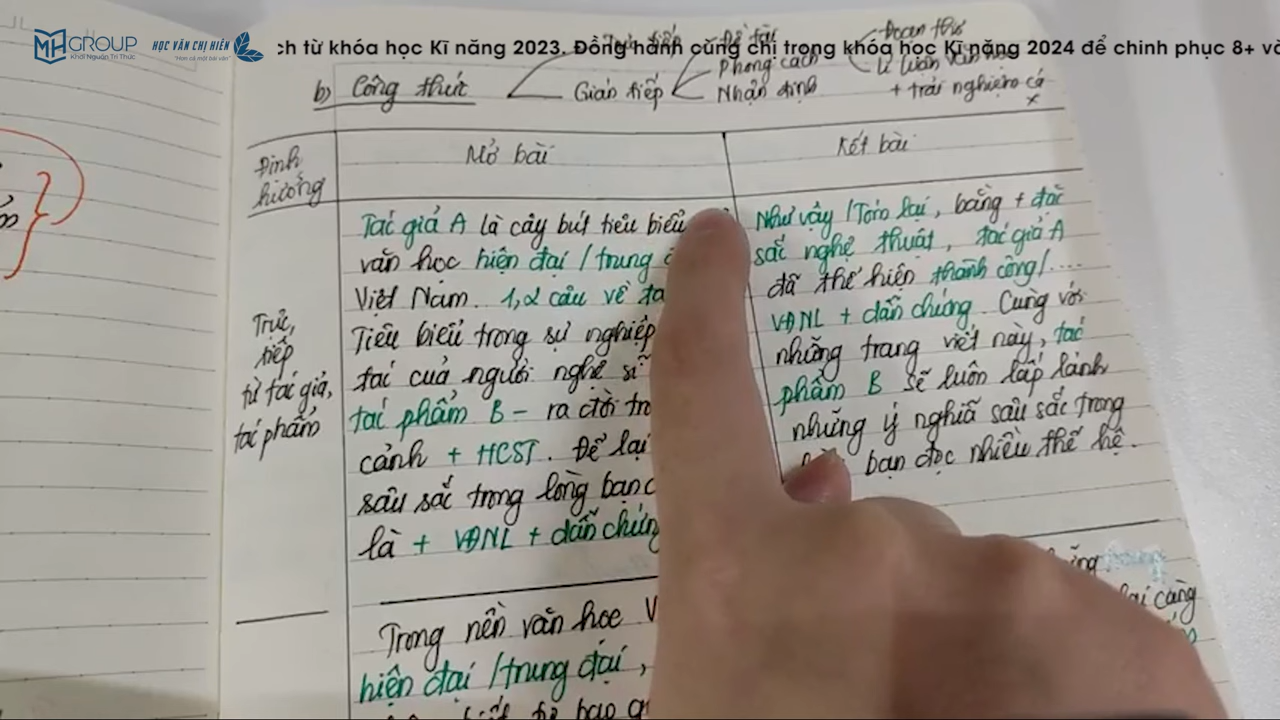 MH GROUP
Khơi Nguồn Tri Thức
HỌC VĂN CHỊ HIÊN
ch từ khóa học Kĩ năng 2023. Đồng hành cùng chị trong khóa học Kĩ năng 2024 để chinh phục 8+ và
b) Công thức
Gián tiếp
Phong cách
Nhận định
Đoạn thơ
Lí luận văn học
+ trải nghiệm cá
x
Định hướng
Mở bài
Kết bài
Trực tiếp từ tác giả, tác phẩm
Tác giả A là cây bút tiêu biểu
văn học hiện đại / trung
Việt Nam. 1,2 câu về
Tiêu biểu trong sự nghiệp
tài của người nghệ sĩ
tác phẩm B - ra đời
cảnh + HCST. Để lại
sâu sắc trong lòng bạn
là + VĐNL + dẫn chứng
Như vậy / Tóm lại, bằng + đặc
sắc nghệ thuật, tác giả A
đã thể hiện thành công/....
VĐNL + dẫn chứng. Cùng với
những trang viết này, tác
phẩm B sẽ luôn lấp lánh
những ý nghĩa sâu sắc trong
bạn đọc nhiều thế hệ.
Trong nền văn học
hiện đại / trung đại,